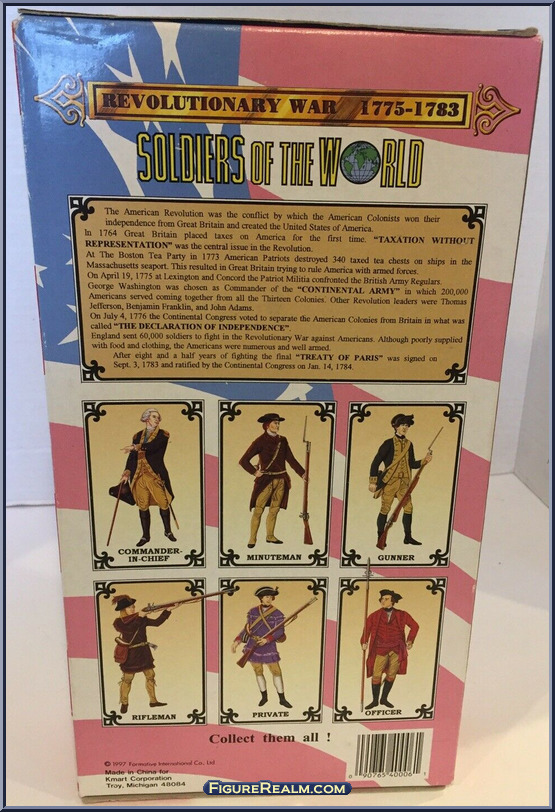 REVOLUTIONARY WAR 1775-1783
SOLDIERS OF THE WORLD
The American Revolution was the conflict by which the American Colonists won their
independence from Great Britain and created the United States of America.
In 1764 Great Britain placed taxes on America for the first time. "TAXATION WITHOUT
REPRESENTATION" was the central issue in the Revolution.
At The Boston Tea Party in 1773 American Patriots destroyed 340 taxed tea chests on ships in the
Massachusetts seaport. This resulted in Great Britain trying to rule America with armed forces.
On April 19, 1775 at Lexington and Concord the Patriot Militia confronted the British Army Regulars.
George Washington was chosen as Commander of the "CONTINENTAL ARMY" in which 200,000
Americans served coming together from all the Thirteen Colonies. Other Revolution leaders were Thomas
Jefferson, Benjamin Franklin, and John Adams.
On July 4, 1776 the Continental Congress voted to separate the American Colonies from Britain in what was
called "THE DECLARATION OF INDEPENDENCE".
England sent 60,000 soldiers to fight in the Revolutionary War against Americans. Although poorly supplied
with food and clothing, the Americans were numerous and well armed.
After eight and a half years of fighting the final "TREATY OF PARIS" was signed on
Sept. 3, 1783 and ratified by the Continental Congress on Jan. 14, 1784.
COMMANDER-
IN-CHIEF
MINUTEMAN
GUNNER
RIFLEMAN
PRIVATE
OFFICER
Collect them all !
© 1997 Formative International Co., Ltd
Made in China for
Kmart Corporation
Troy, Michigan 48084
0 90765 40006 1
FIGUREREALM.COM